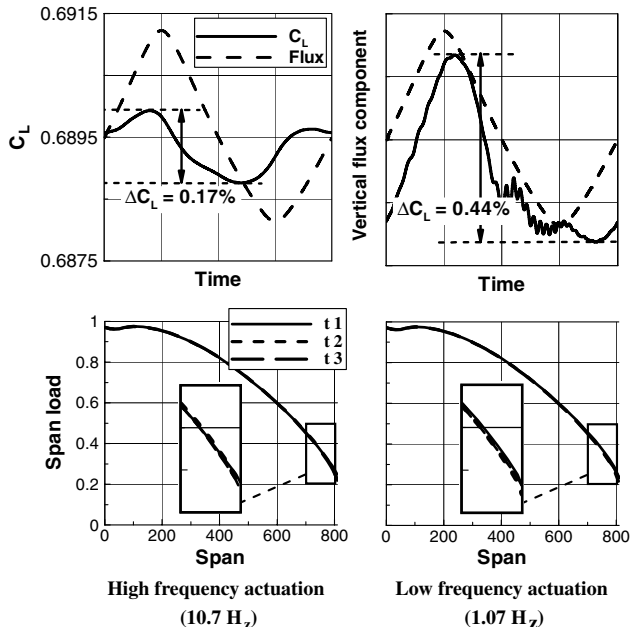 0.6915
C_L
Flux
Vertical flux component
C_L
0.6895
ΔC_L = 0.17%
ΔC_L = 0.44%
0.6875
Time
Time
1
t 1
t 2
t 3
0.8
0.6
Span load
0.4
0.2
0
0 200 400 600 800
0 200 400 600 800
Span
Span
High frequency actuation
(10.7 H_Z)
Low frequency actuation
(1.07 H_Z)